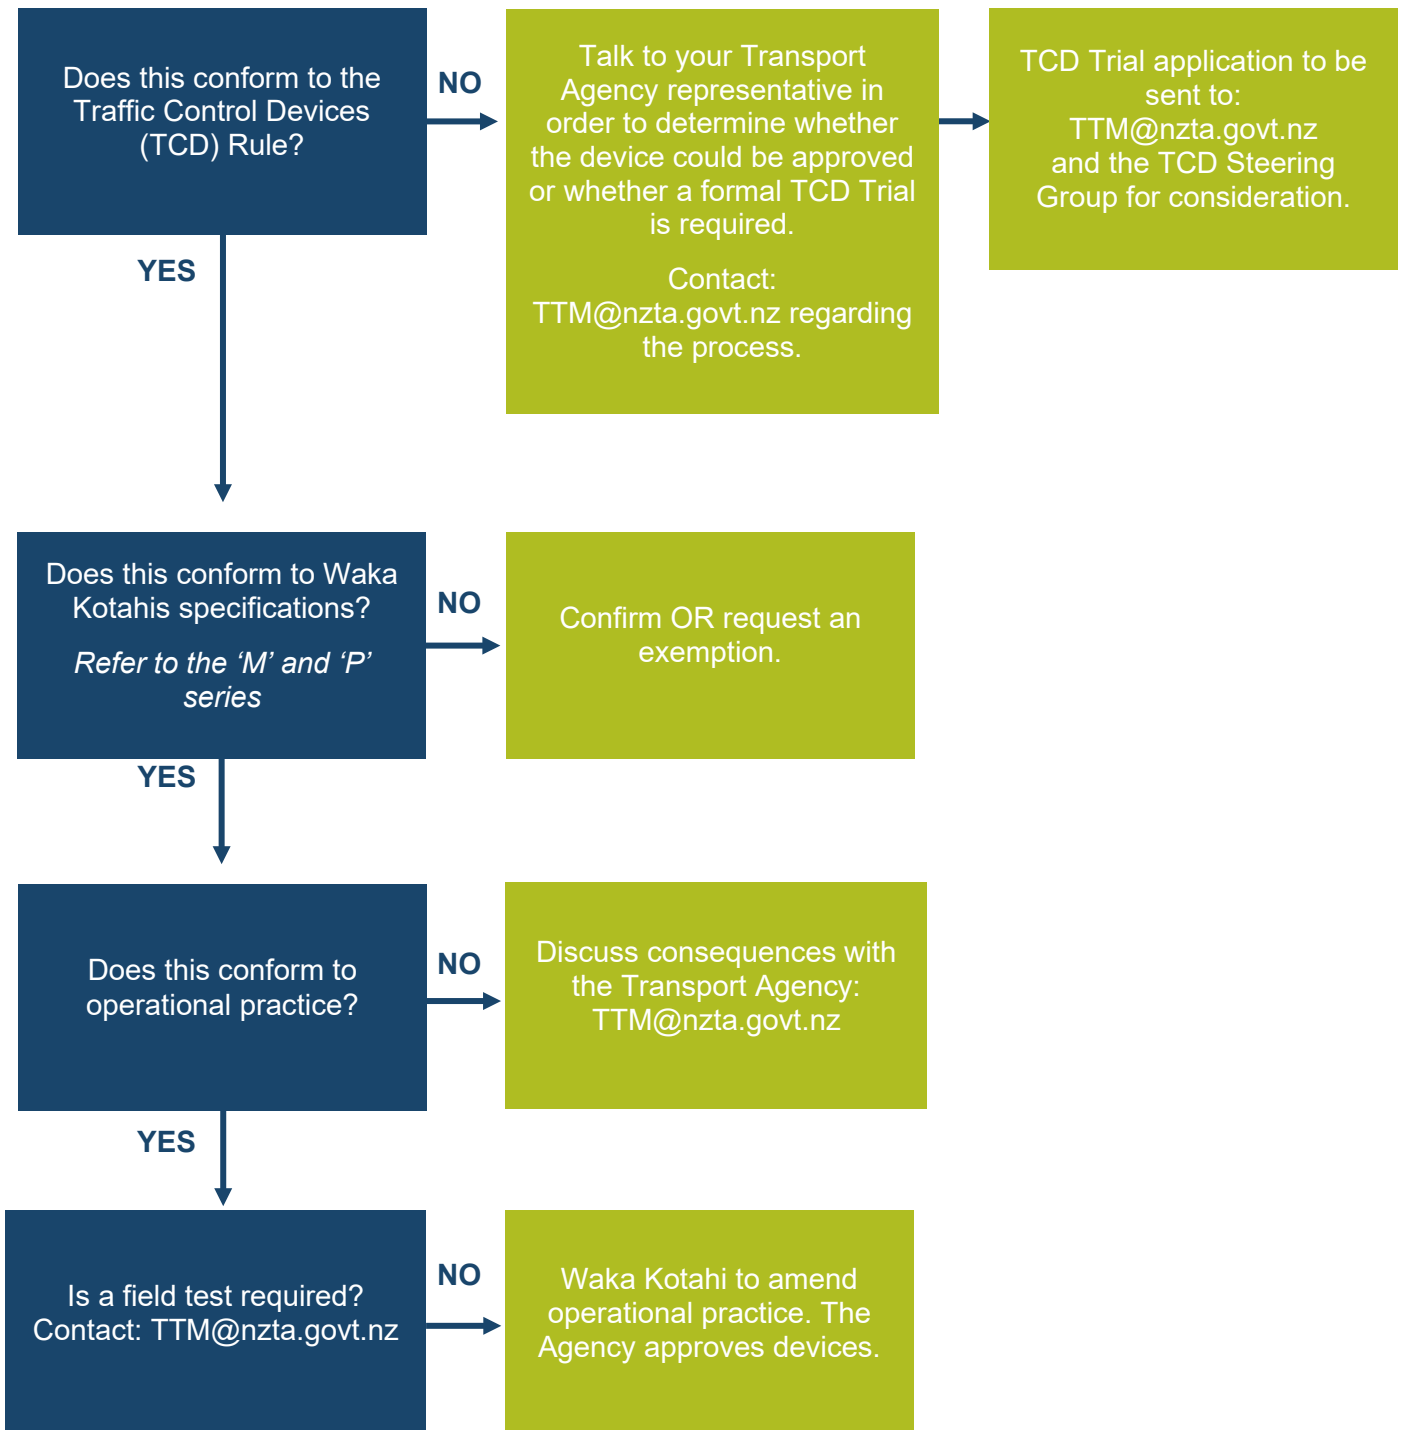 Does this conform to the
Traffic Control Devices
(TCD) Rule?
NO
Talk to your Transport
Agency representative in
order to determine whether
the device could be approved
or whether a formal TCD Trial
is required.
Contact:
TTM@nzta.govt.nz regarding
the process.
TCD Trial application to be
sent to:
TTM@nzta.govt.nz
and the TCD Steering
Group for consideration.
YES
Does this conform to Waka
Kotahis specifications?
Refer to the ‘M’ and ‘P’
series
NO
Confirm OR request an
exemption.
YES
Does this conform to
operational practice?
NO
Discuss consequences with
the Transport Agency:
TTM@nzta.govt.nz
YES
Is a field test required?
Contact: TTM@nzta.govt.nz
NO
Waka Kotahi to amend
operational practice. The
Agency approves devices.